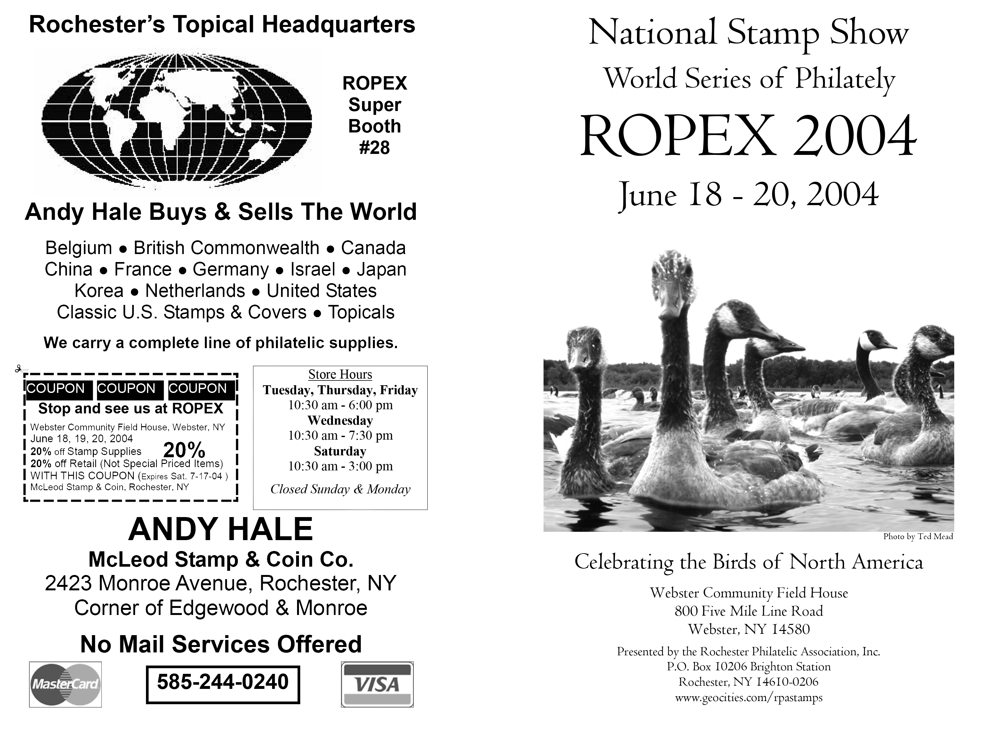 Rochester’s Topical Headquarters
ROPEX
Super
Booth
#28
Andy Hale Buys & Sells The World
Belgium ● British Commonwealth ● Canada
China ● France ● Germany ● Israel ● Japan
Korea ● Netherlands ● United States
Classic U.S. Stamps & Covers ● Topicals
We carry a complete line of philatelic supplies.
COUPON COUPON COUPON
Stop and see us at ROPEX
Webster Community Field House, Webster, NY
June 18, 19, 20, 2004
20% off Stamp Supplies 20%
20% off Retail (Not Special Priced Items)
WITH THIS COUPON (Expires Sat. 7-17-04 )
McLeod Stamp & Coin, Rochester, NY
Store Hours
Tuesday, Thursday, Friday
10:30 am - 6:00 pm
Wednesday
10:30 am - 7:30 pm
Saturday
10:30 am - 3:00 pm
Closed Sunday & Monday
ANDY HALE
McLeod Stamp & Coin Co.
2423 Monroe Avenue, Rochester, NY
Corner of Edgewood & Monroe
No Mail Services Offered
MasterCard
585-244-0240
VISA
National Stamp Show
World Series of Philately
ROPEX 2004
June 18 - 20, 2004
Photo by Ted Mead
Celebrating the Birds of North America
Webster Community Field House
800 Five Mile Line Road
Webster, NY 14580
Presented by the Rochester Philatelic Association, Inc.
P.O. Box 10206 Brighton Station
Rochester, NY 14610-0206
www.geocities.com/rpastamps